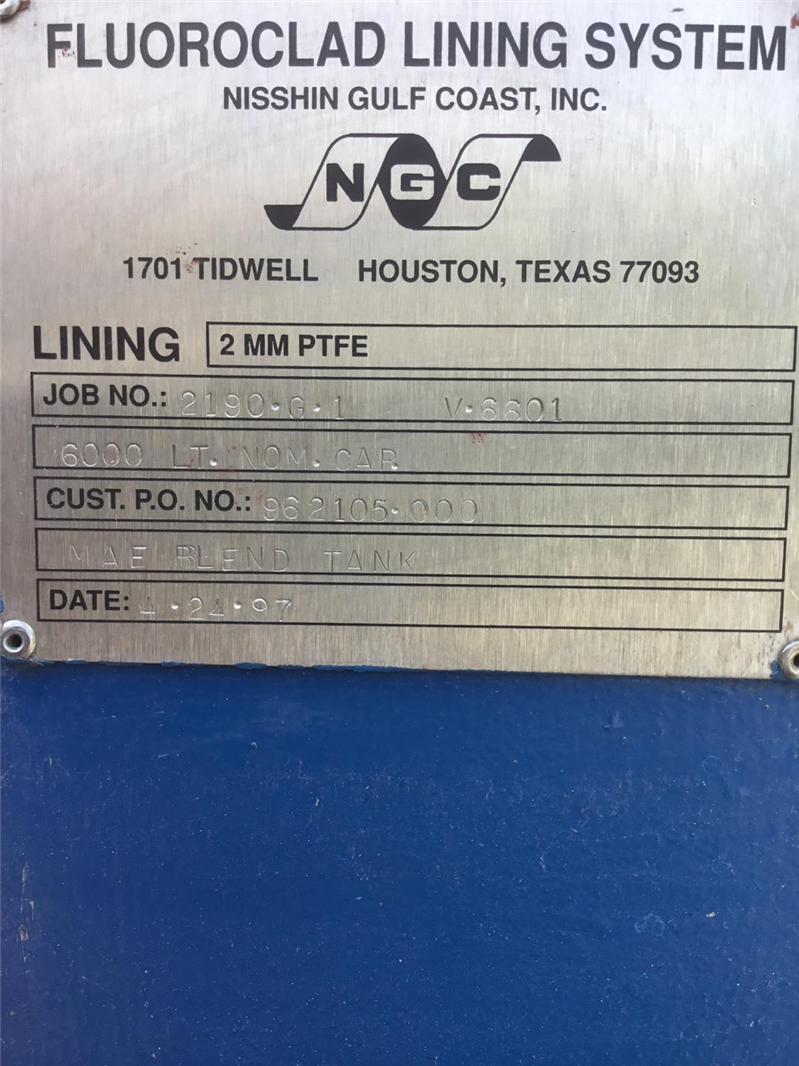 FLUOROCLAD LINING SYSTEM
NISSHIN GULF COAST, INC.
NGC
1701 TIDWELL HOUSTON, TEXAS 77093
LINING 2 MM PTFE
JOB NO.: 2190·G·1 V·6601
6000 LT. NOM. CAP.
CUST. P.O. NO.: 962105·000
MAE BLEND TANK
DATE: 4·24·97